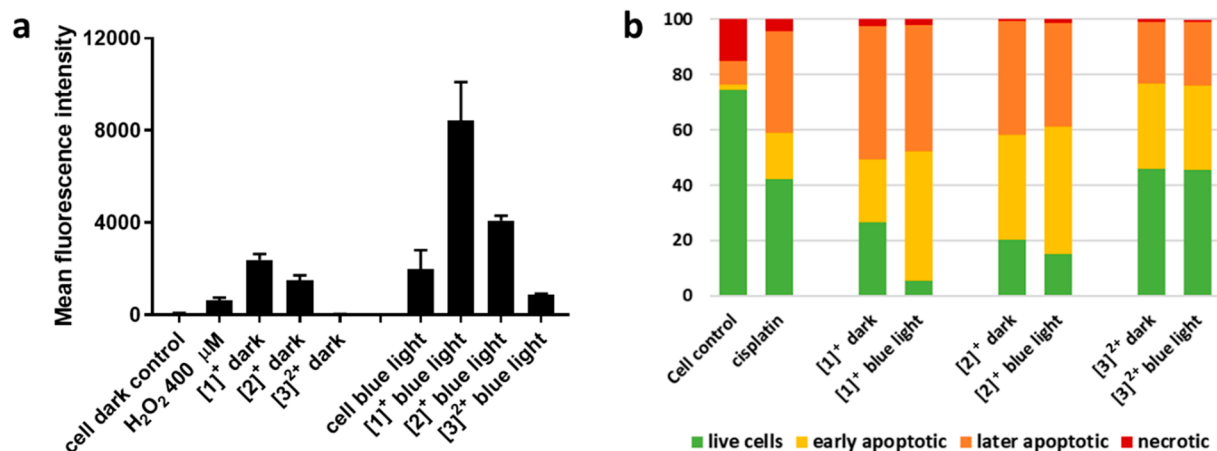 a
Mean fluorescence intensity
12000
8000
4000
0
cell dark control
H₂O₂ 400 µM
[1]⁺ dark
[2]⁺ dark
[3]²⁺ dark
cell blue light
[1]⁺ blue light
[2]⁺ blue light
[3]²⁺ blue light
b
100
80
60
40
20
0
Cell control
cisplatin
[1]⁺ dark
[1]⁺ blue light
[2]⁺ dark
[2]⁺ blue light
[3]²⁺ dark
[3]²⁺ blue light
live cells early apoptotic later apoptotic necrotic